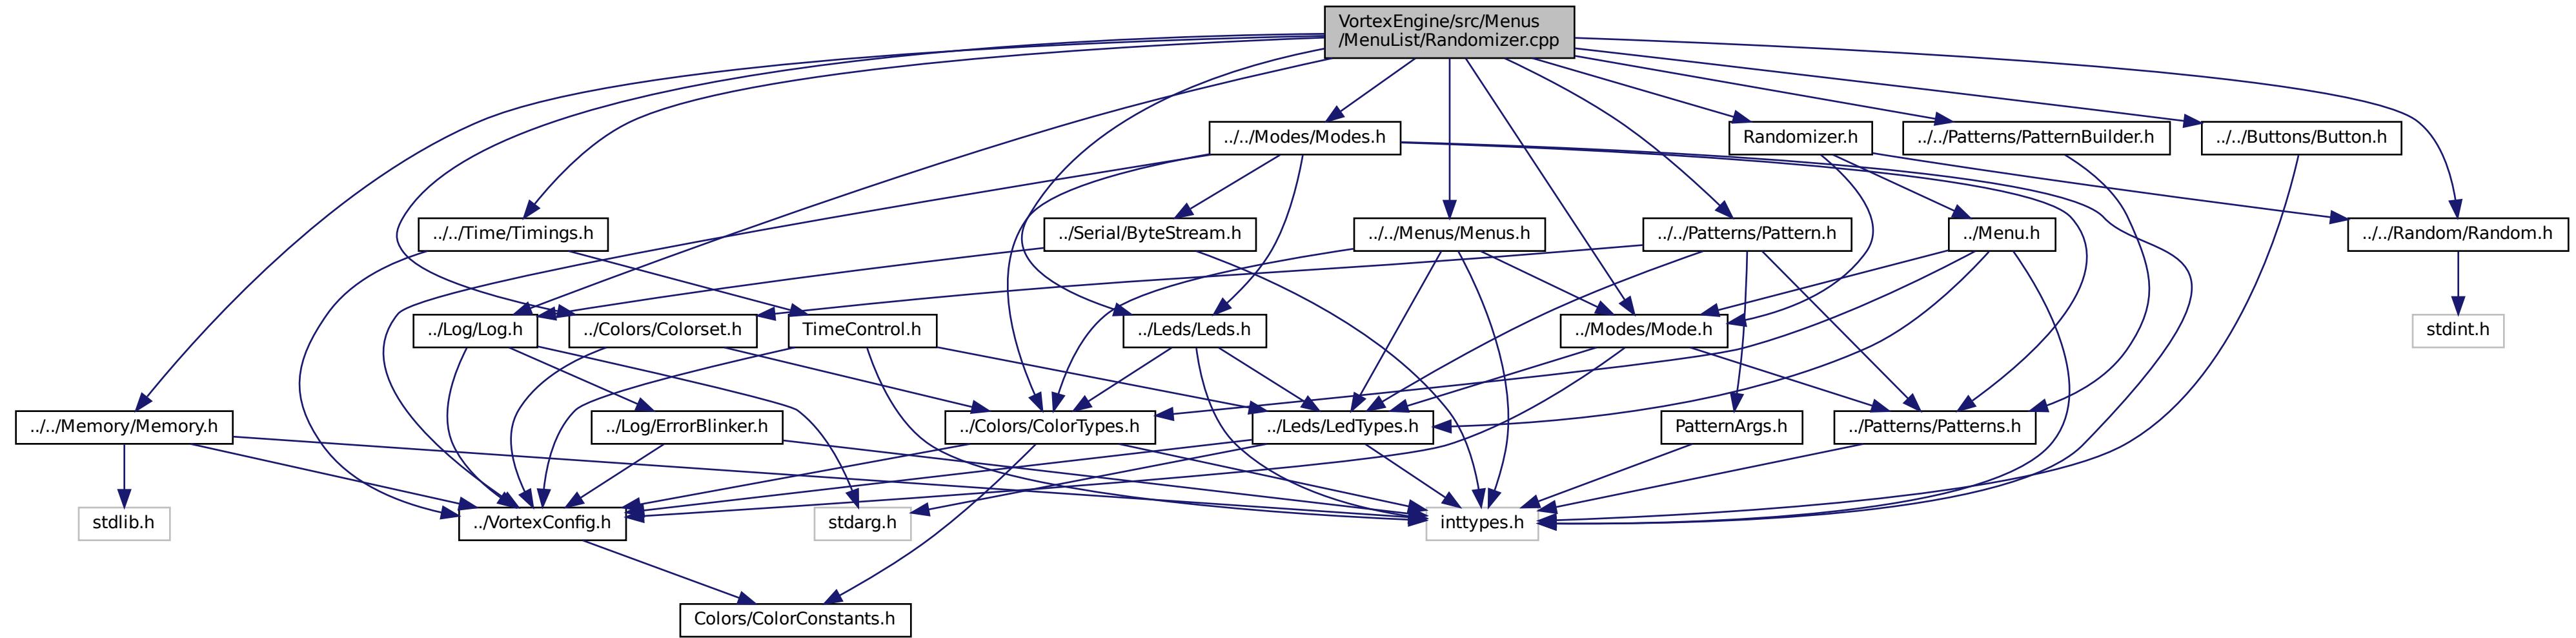 VortexEngine/src/Menus
/MenuList/Randomizer.cpp
../../Modes/Modes.h
Randomizer.h
../../Patterns/PatternBuilder.h
../../Buttons/Button.h
../../Time/Timings.h
../Serial/ByteStream.h
../../Menus/Menus.h
../../Patterns/Pattern.h
../Menu.h
../../Random/Random.h
../Log/Log.h
../Colors/Colorset.h
TimeControl.h
../Leds/Leds.h
../Modes/Mode.h
stdint.h
../../Memory/Memory.h
../Log/ErrorBlinker.h
../Colors/ColorTypes.h
../Leds/LedTypes.h
PatternArgs.h
../Patterns/Patterns.h
stdlib.h
../VortexConfig.h
stdarg.h
inttypes.h
Colors/ColorConstants.h